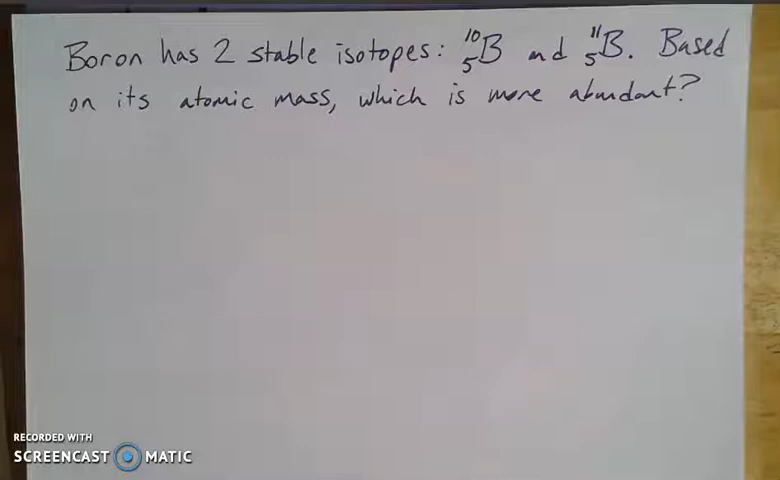 Boron has 2 stable isotopes: ¹⁰₅B and ¹¹₅B. Based
on its atomic mass, which is more abundant?
RECORDED WITH
SCREENCAST MATIC